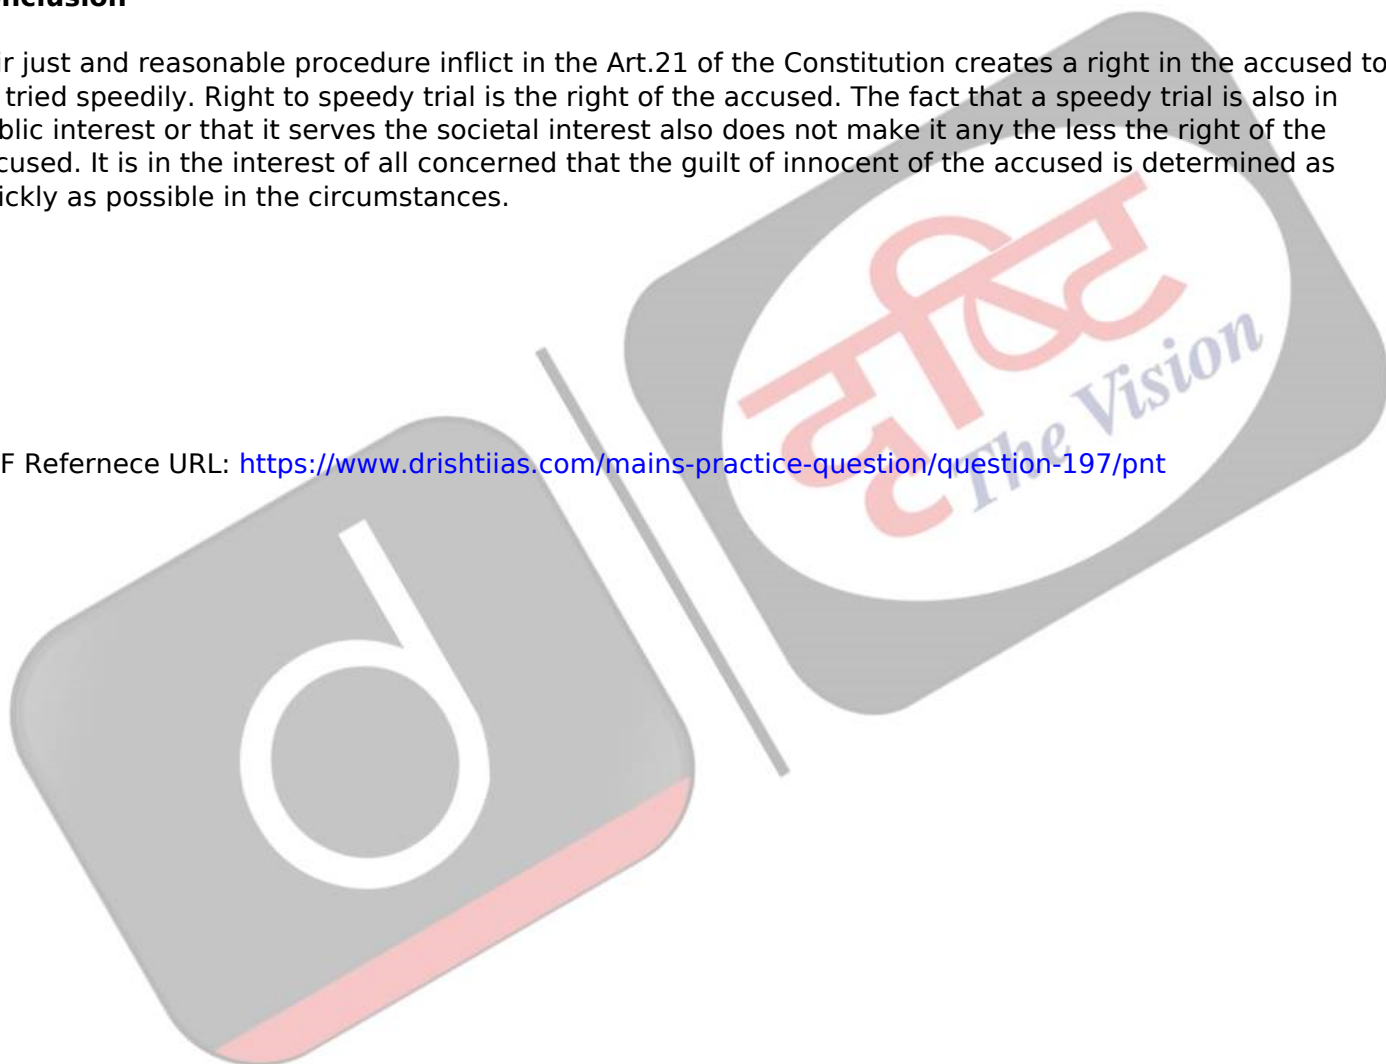 nclusion
ir just and reasonable procedure inflict in the Art.21 of the Constitution creates a right in the accused to
tried speedily. Right to speedy trial is the right of the accused. The fact that a speedy trial is also in
blic interest or that it serves the societal interest also does not make it any the less the right of the
cused. It is in the interest of all concerned that the guilt of innocent of the accused is determined as
ickly as possible in the circumstances.
दृष्टि
The Vision
F Refernece URL: https://www.drishtiias.com/mains-practice-question/question-197/pnt
d